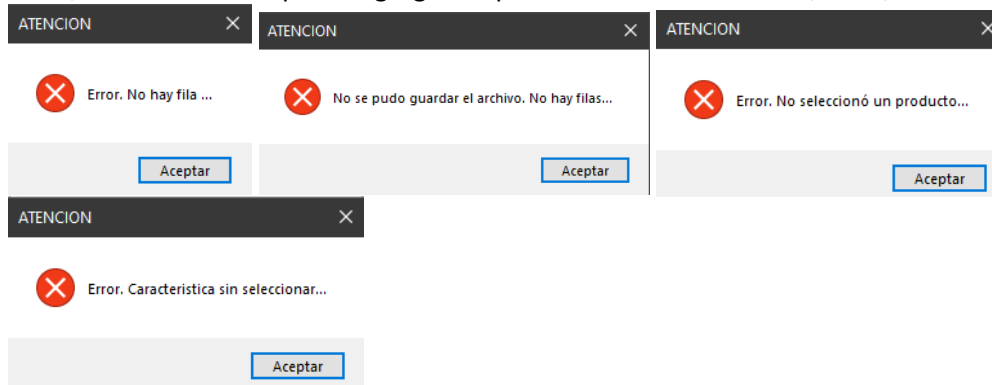 ATENCION
Error. No hay fila ...
Aceptar
ATENCION
No se pudo guardar el archivo. No hay filas...
Aceptar
ATENCION
Error. No seleccionó un producto...
Aceptar
ATENCION
Error. Caracteristica sin seleccionar...
Aceptar